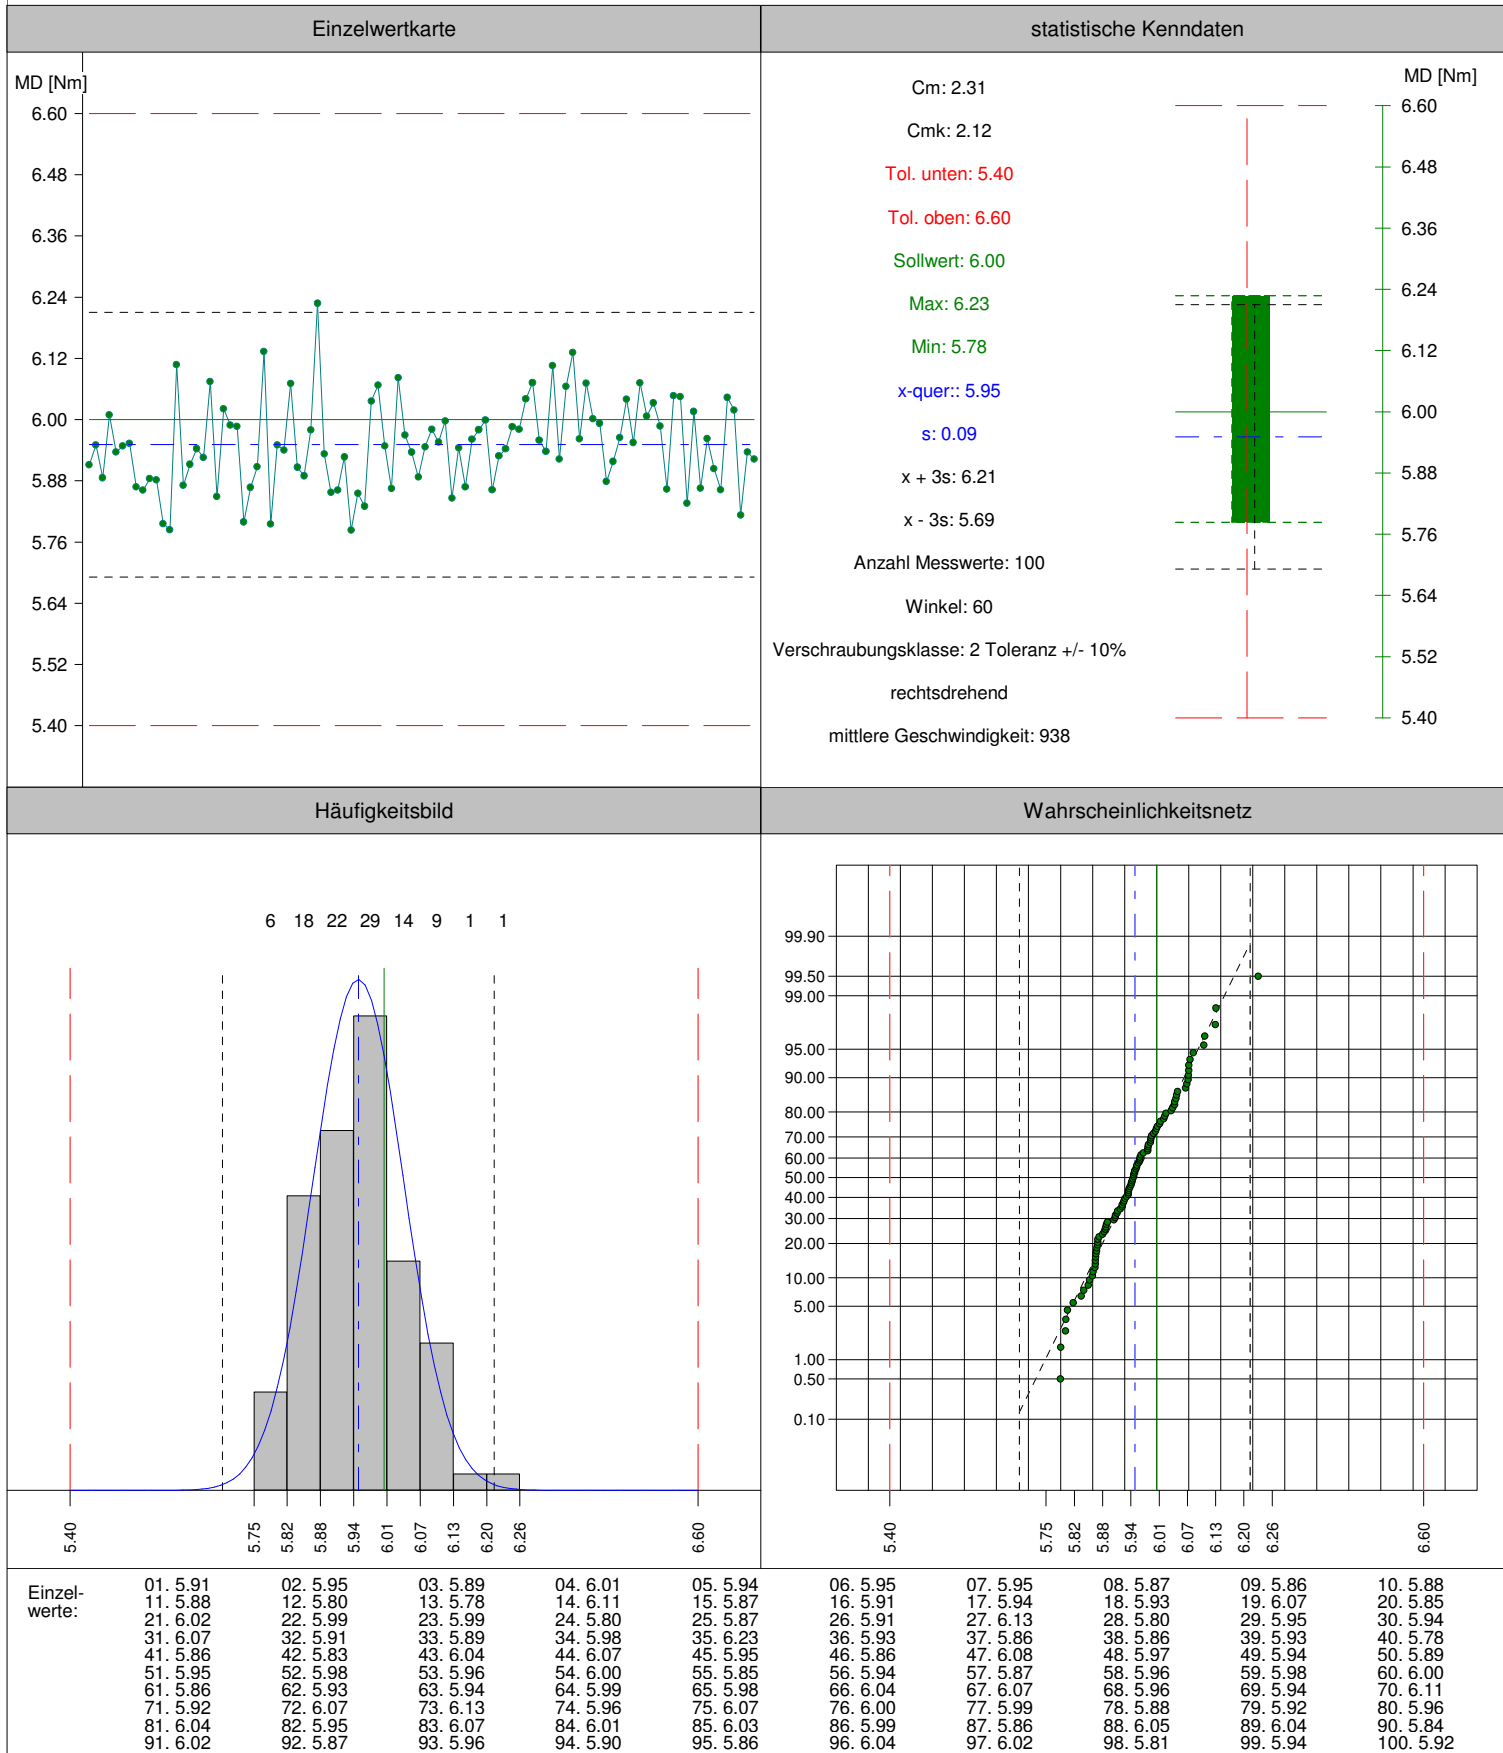 Einzelwertkarte
MD [Nm]
6.60
6.48
6.36
6.24
6.12
6.00
5.88
5.76
5.64
5.52
5.40
statistische Kenndaten
Cm: 2.31
Cmk: 2.12
Tol. unten: 5.40
Tol. oben: 6.60
Sollwert: 6.00
Max: 6.23
Min: 5.78
x-quer:: 5.95
s: 0.09
x + 3s: 6.21
x - 3s: 5.69
Anzahl Messwerte: 100
Winkel: 60
Verschraubungsklasse: 2 Toleranz +/- 10%
rechtsdrehend
mittlere Geschwindigkeit: 938
MD [Nm]
6.60
6.48
6.36
6.24
6.12
6.00
5.88
5.76
5.64
5.52
5.40
Häufigkeitsbild
6 18 22 29 14 9 1 1
5.40 5.75 5.82 5.88 5.94 6.01 6.07 6.13 6.20 6.26 6.60
Wahrscheinlichkeitsnetz
99.90
99.50
99.00
95.00
90.00
80.00
70.00
60.00
50.00
40.00
30.00
20.00
10.00
5.00
1.00
0.50
0.10
5.40 5.75 5.82 5.88 5.94 6.01 6.07 6.13 6.20 6.26 6.60
Einzel-
werte:
01. 5.91 02. 5.95 03. 5.89 04. 6.01 05. 5.94 06. 5.95 07. 5.95 08. 5.87 09. 5.86 10. 5.88
11. 5.88 12. 5.80 13. 5.78 14. 6.11 15. 5.87 16. 5.91 17. 5.94 18. 5.93 19. 6.07 20. 5.85
21. 6.02 22. 5.99 23. 5.99 24. 5.80 25. 5.87 26. 5.91 27. 6.13 28. 5.80 29. 5.95 30. 5.94
31. 6.07 32. 5.91 33. 5.89 34. 5.98 35. 6.23 36. 5.93 37. 5.86 38. 5.86 39. 5.93 40. 5.78
41. 5.86 42. 5.83 43. 6.04 44. 6.07 45. 5.95 46. 5.86 47. 6.08 48. 5.97 49. 5.94 50. 5.89
51. 5.95 52. 5.98 53. 5.96 54. 6.00 55. 5.85 56. 5.94 57. 5.87 58. 5.96 59. 5.98 60. 6.00
61. 5.86 62. 5.93 63. 5.94 64. 5.99 65. 5.98 66. 6.04 67. 6.07 68. 5.96 69. 5.94 70. 6.11
71. 5.92 72. 6.07 73. 6.13 74. 5.96 75. 6.07 76. 6.00 77. 5.99 78. 5.88 79. 5.92 80. 5.96
81. 6.04 82. 5.95 83. 6.07 84. 6.01 85. 6.03 86. 5.99 87. 5.86 88. 6.05 89. 6.04 90. 5.84
91. 6.02 92. 5.87 93. 5.96 94. 5.90 95. 5.86 96. 6.04 97. 6.02 98. 5.81 99. 5.94 100. 5.92